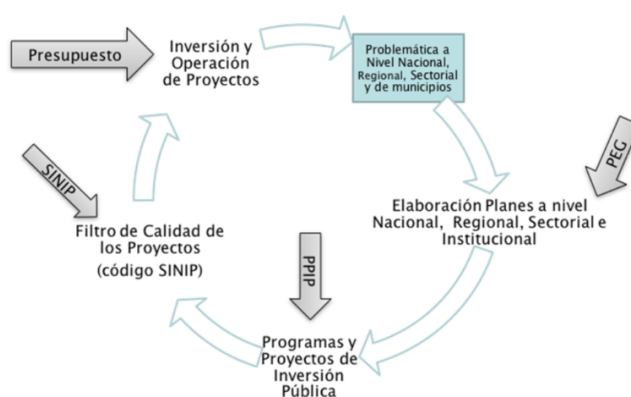 Presupuesto
Inversión y
Operación
de Proyectos
Problemática a
Nivel Nacional,
Regional, Sectorial
y de municipios
PEG
Elaboración Planes a nivel
Nacional,  Regional, Sectorial e
Institucional
PPIP
Programas y
Proyectos de
Inversión
Pública
SINIP
Filtro de Calidad de
los Proyectos
(código SINIP)